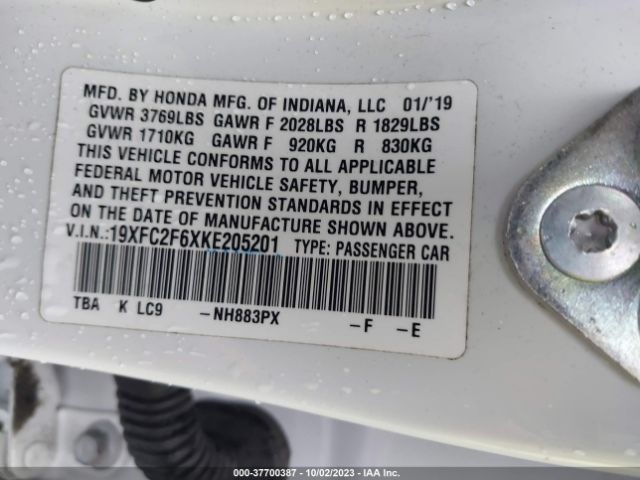 MFD. BY HONDA MFG. OF INDIANA, LLC 01/'19
GVWR 3769LBS GAWR F 2028LBS R 1829LBS
GVWR 1710KG GAWR F 920KG R 830KG
THIS VEHICLE CONFORMS TO ALL APPLICABLE
FEDERAL MOTOR VEHICLE SAFETY, BUMPER,
AND THEFT PREVENTION STANDARDS IN EFFECT
ON THE DATE OF MANUFACTURE SHOWN ABOVE.
V.I.N.:19XFC2F6XKE205201 TYPE: PASSENGER CAR
TBA K LC9 -NH883PX -F -E
000-37700387 - 10/02/2023 - IAA Inc.